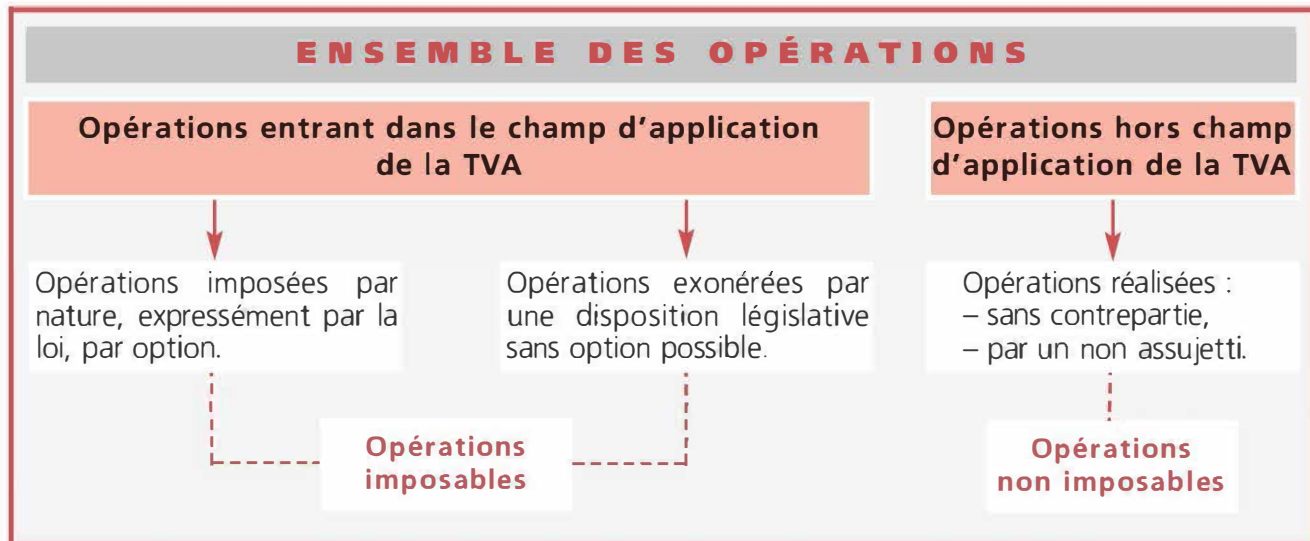 ENSEMBLE DES OPÉRATIONS
Opérations entrant dans le champ d'application
de la TVA
Opérations hors champ
d'application de la TVA
Opérations imposées par
nature, expressément par la
loi, par option.
Opérations exonérées par
une disposition législative
sans option possible.
Opérations réalisées :
– sans contrepartie,
– par un non assujetti.
Opérations
imposables
Opérations
non imposables